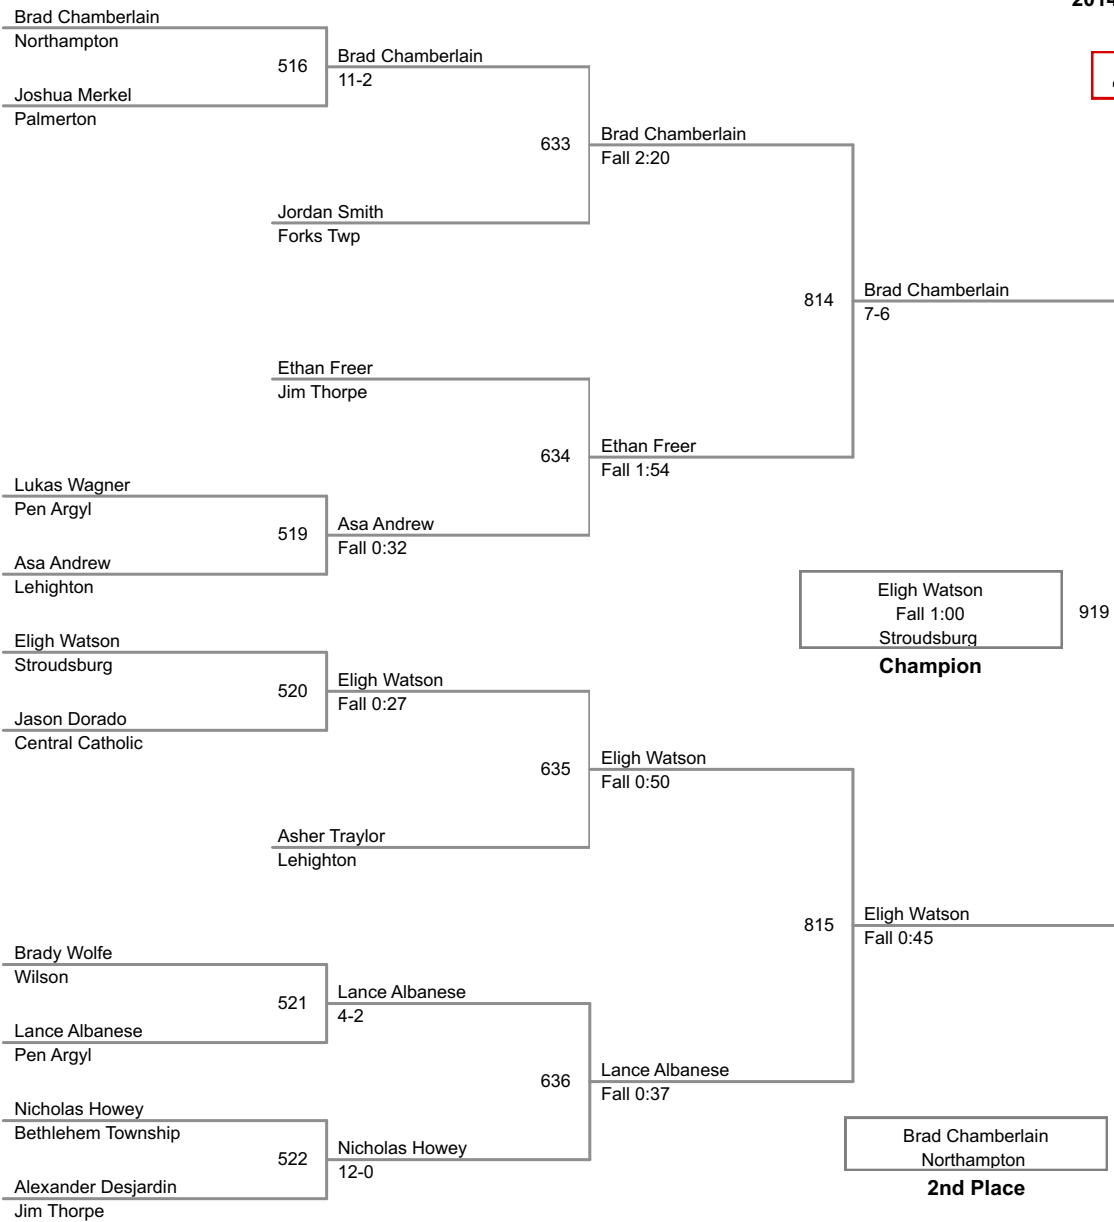 2014
Brad Chamberlain
Northampton
516
Brad Chamberlain
11-2
Joshua Merkel
Palmerton
633
Brad Chamberlain
Fall 2:20
Jordan Smith
Forks Twp
814
Brad Chamberlain
7-6
Ethan Freer
Jim Thorpe
634
Ethan Freer
Fall 1:54
Lukas Wagner
Pen Argyl
519
Asa Andrew
Fall 0:32
Asa Andrew
Lehighton
Eligh Watson
Fall 1:00
Stroudsburg
919
Champion
Eligh Watson
Stroudsburg
520
Eligh Watson
Fall 0:27
Jason Dorado
Central Catholic
635
Eligh Watson
Fall 0:50
Asher Traylor
Lehighton
815
Eligh Watson
Fall 0:45
Brady Wolfe
Wilson
521
Lance Albanese
4-2
Lance Albanese
Pen Argyl
636
Lance Albanese
Fall 0:37
Nicholas Howey
Bethlehem Township
522
Nicholas Howey
12-0
Alexander Desjardin
Jim Thorpe
Brad Chamberlain
Northampton
2nd Place